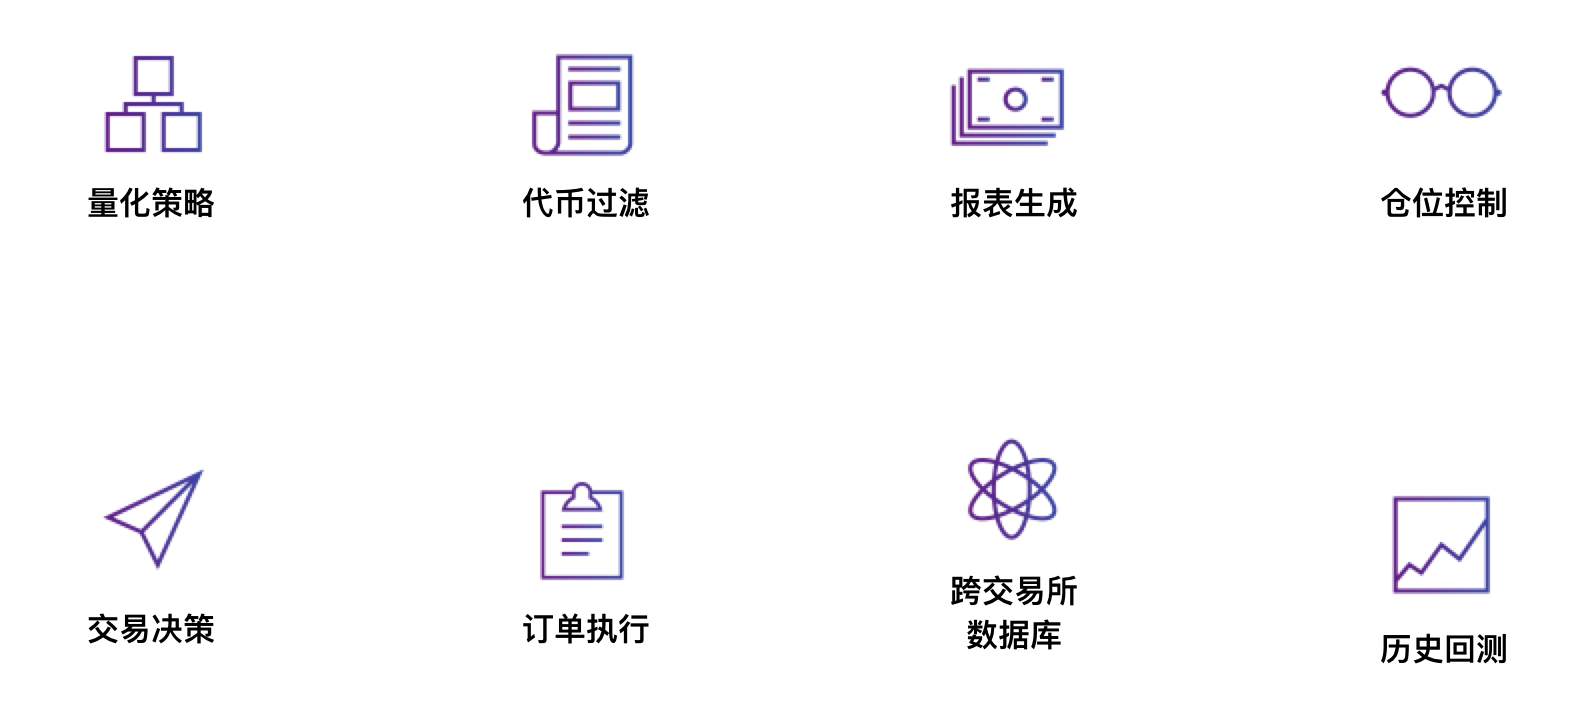 量化策略
代币过滤
报表生成
仓位控制
交易决策
订单执行
跨交易所
数据库
历史回测